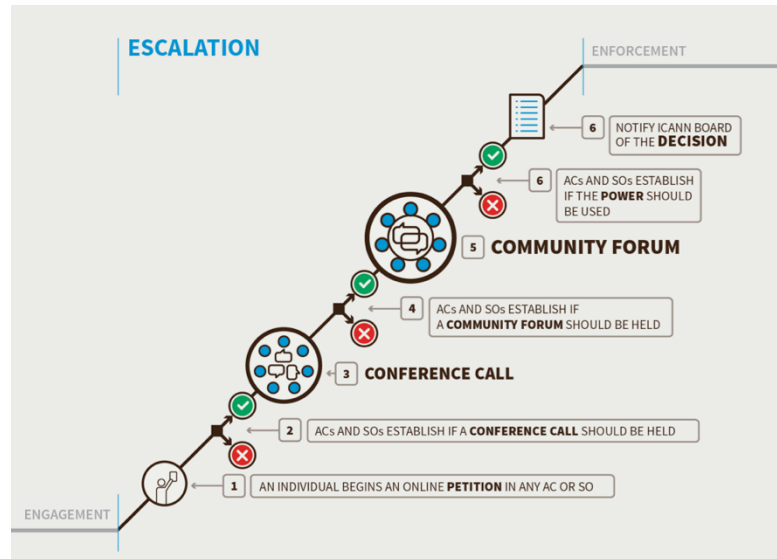 ESCALATION
ENFORCEMENT
6
NOTIFY ICANN BOARD
OF THE DECISION
6
ACs AND SOs ESTABLISH
IF THE POWER SHOULD
BE USED
5
COMMUNITY FORUM
4
ACs AND SOs ESTABLISH IF
A COMMUNITY FORUM SHOULD BE HELD
3
CONFERENCE CALL
2
ACs AND SOs ESTABLISH IF A CONFERENCE CALL SHOULD BE HELD
1
AN INDIVIDUAL BEGINS AN ONLINE PETITION IN ANY AC OR SO
ENGAGEMENT